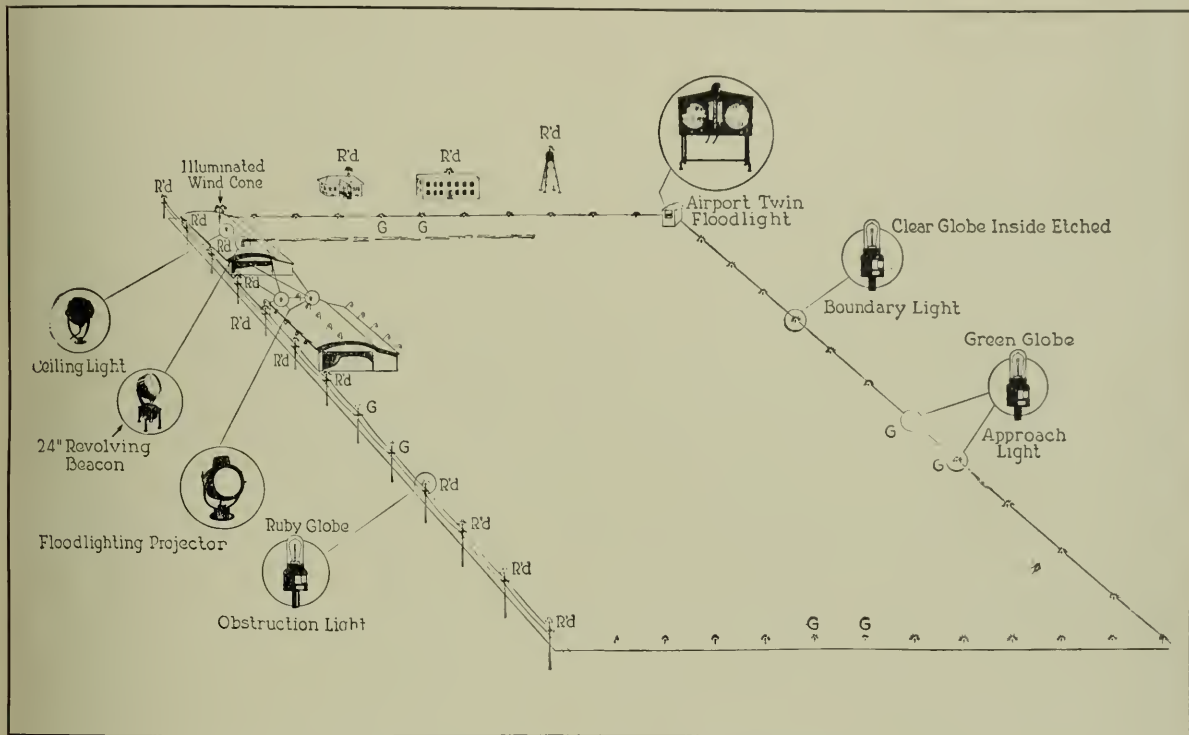 R'd
R'd
R'd
Illuminated
Wind Cone
R'd
R'd
R'd
G
G
Airport Twin
Floodlight
Clear Globe Inside Etched
Boundary Light
R'd
R'd
R'd
R'd
R'd
Ceiling Light
Green Globe
G
G
Approach
Light
G
G
24" Revolving
Beacon
R'd
R'd
R'd
R'd
Floodlighting Projector
Ruby Globe
Obstruction Light
G
G